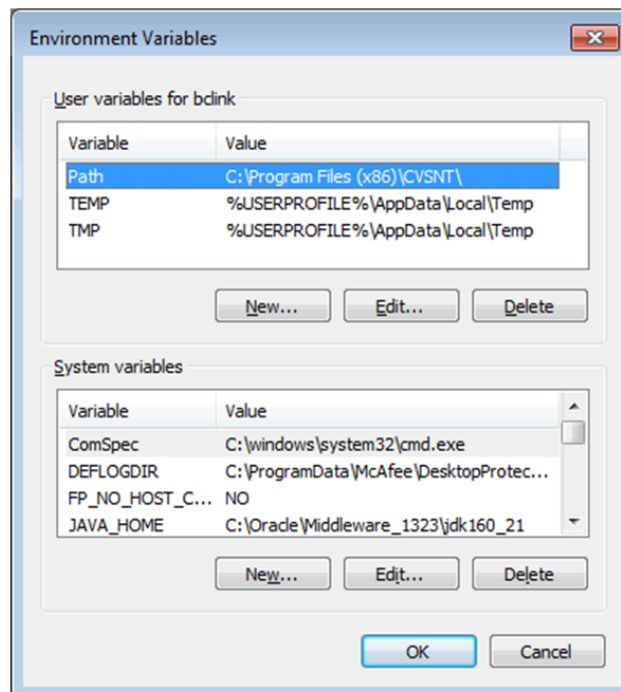 Environment Variables
User variables for bclink
Variable Value
Path C:\Program Files (x86)\CVSNT\
TEMP %USERPROFILE%\AppData\Local\Temp
TMP %USERPROFILE%\AppData\Local\Temp
New... Edit... Delete
System variables
Variable Value
ComSpec C:\windows\system32\cmd.exe
DEFLOGDIR C:\ProgramData\McAfee\DesktopProtec...
FP_NO_HOST_C... NO
JAVA_HOME C:\Oracle\Middleware_1323\jdk160_21
New... Edit... Delete
OK Cancel